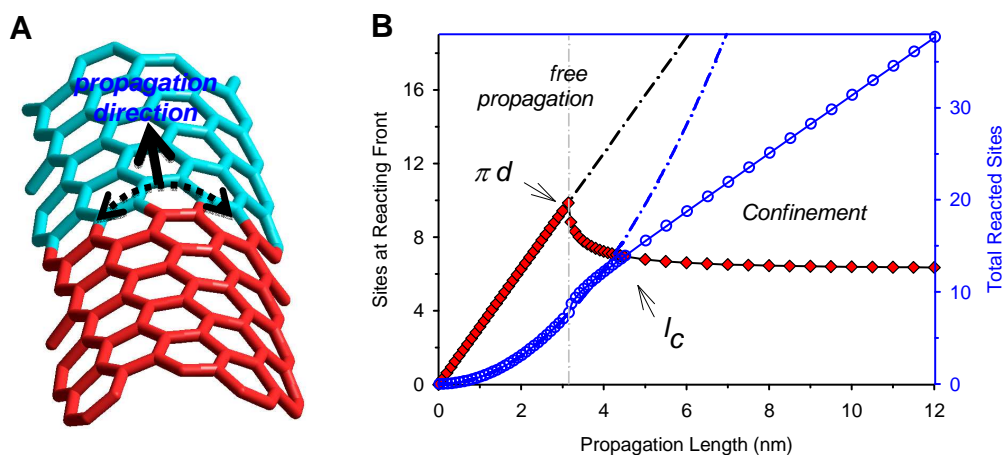 A
propagation
direction
B
Sites at Reacting Front
16
12
8
4
0
free
propagation
π d
l c
Confinement
30
20
10
0
Total Reacted Sites
0 2 4 6 8 10 12
Propagation Length (nm)